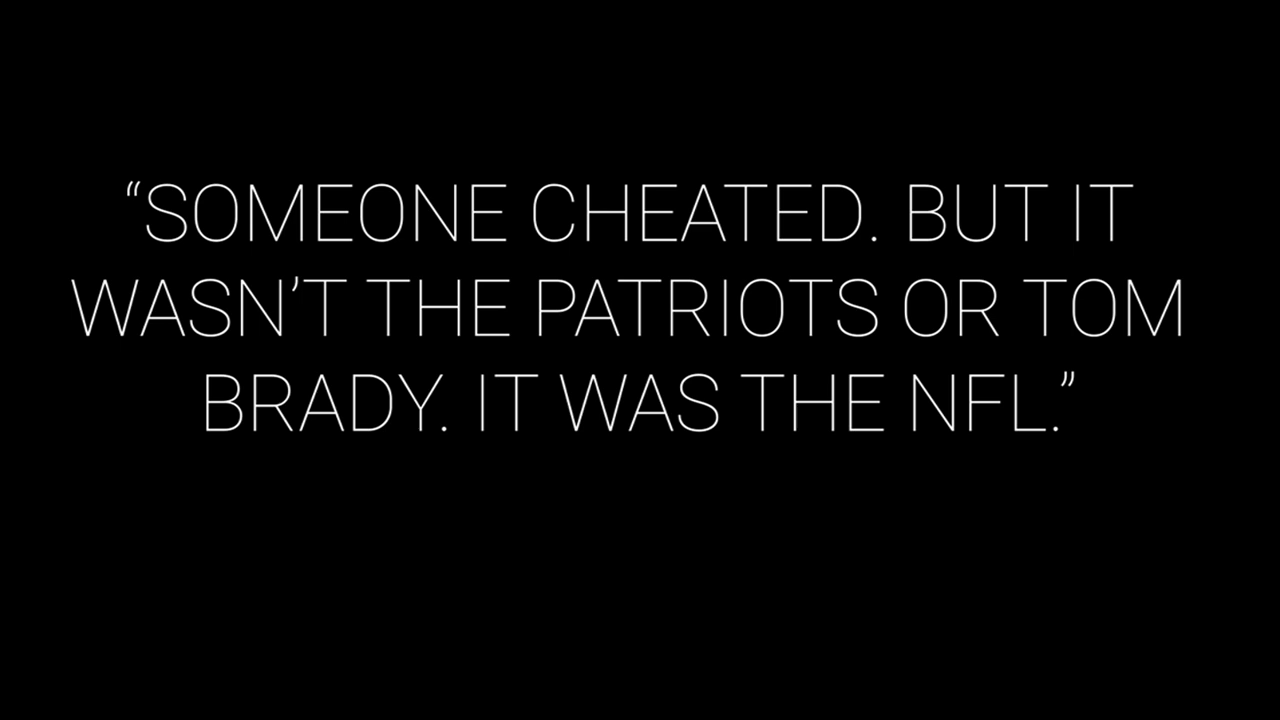 “SOMEONE CHEATED. BUT IT
WASN’T THE PATRIOTS OR TOM
BRADY. IT WAS THE NFL.”